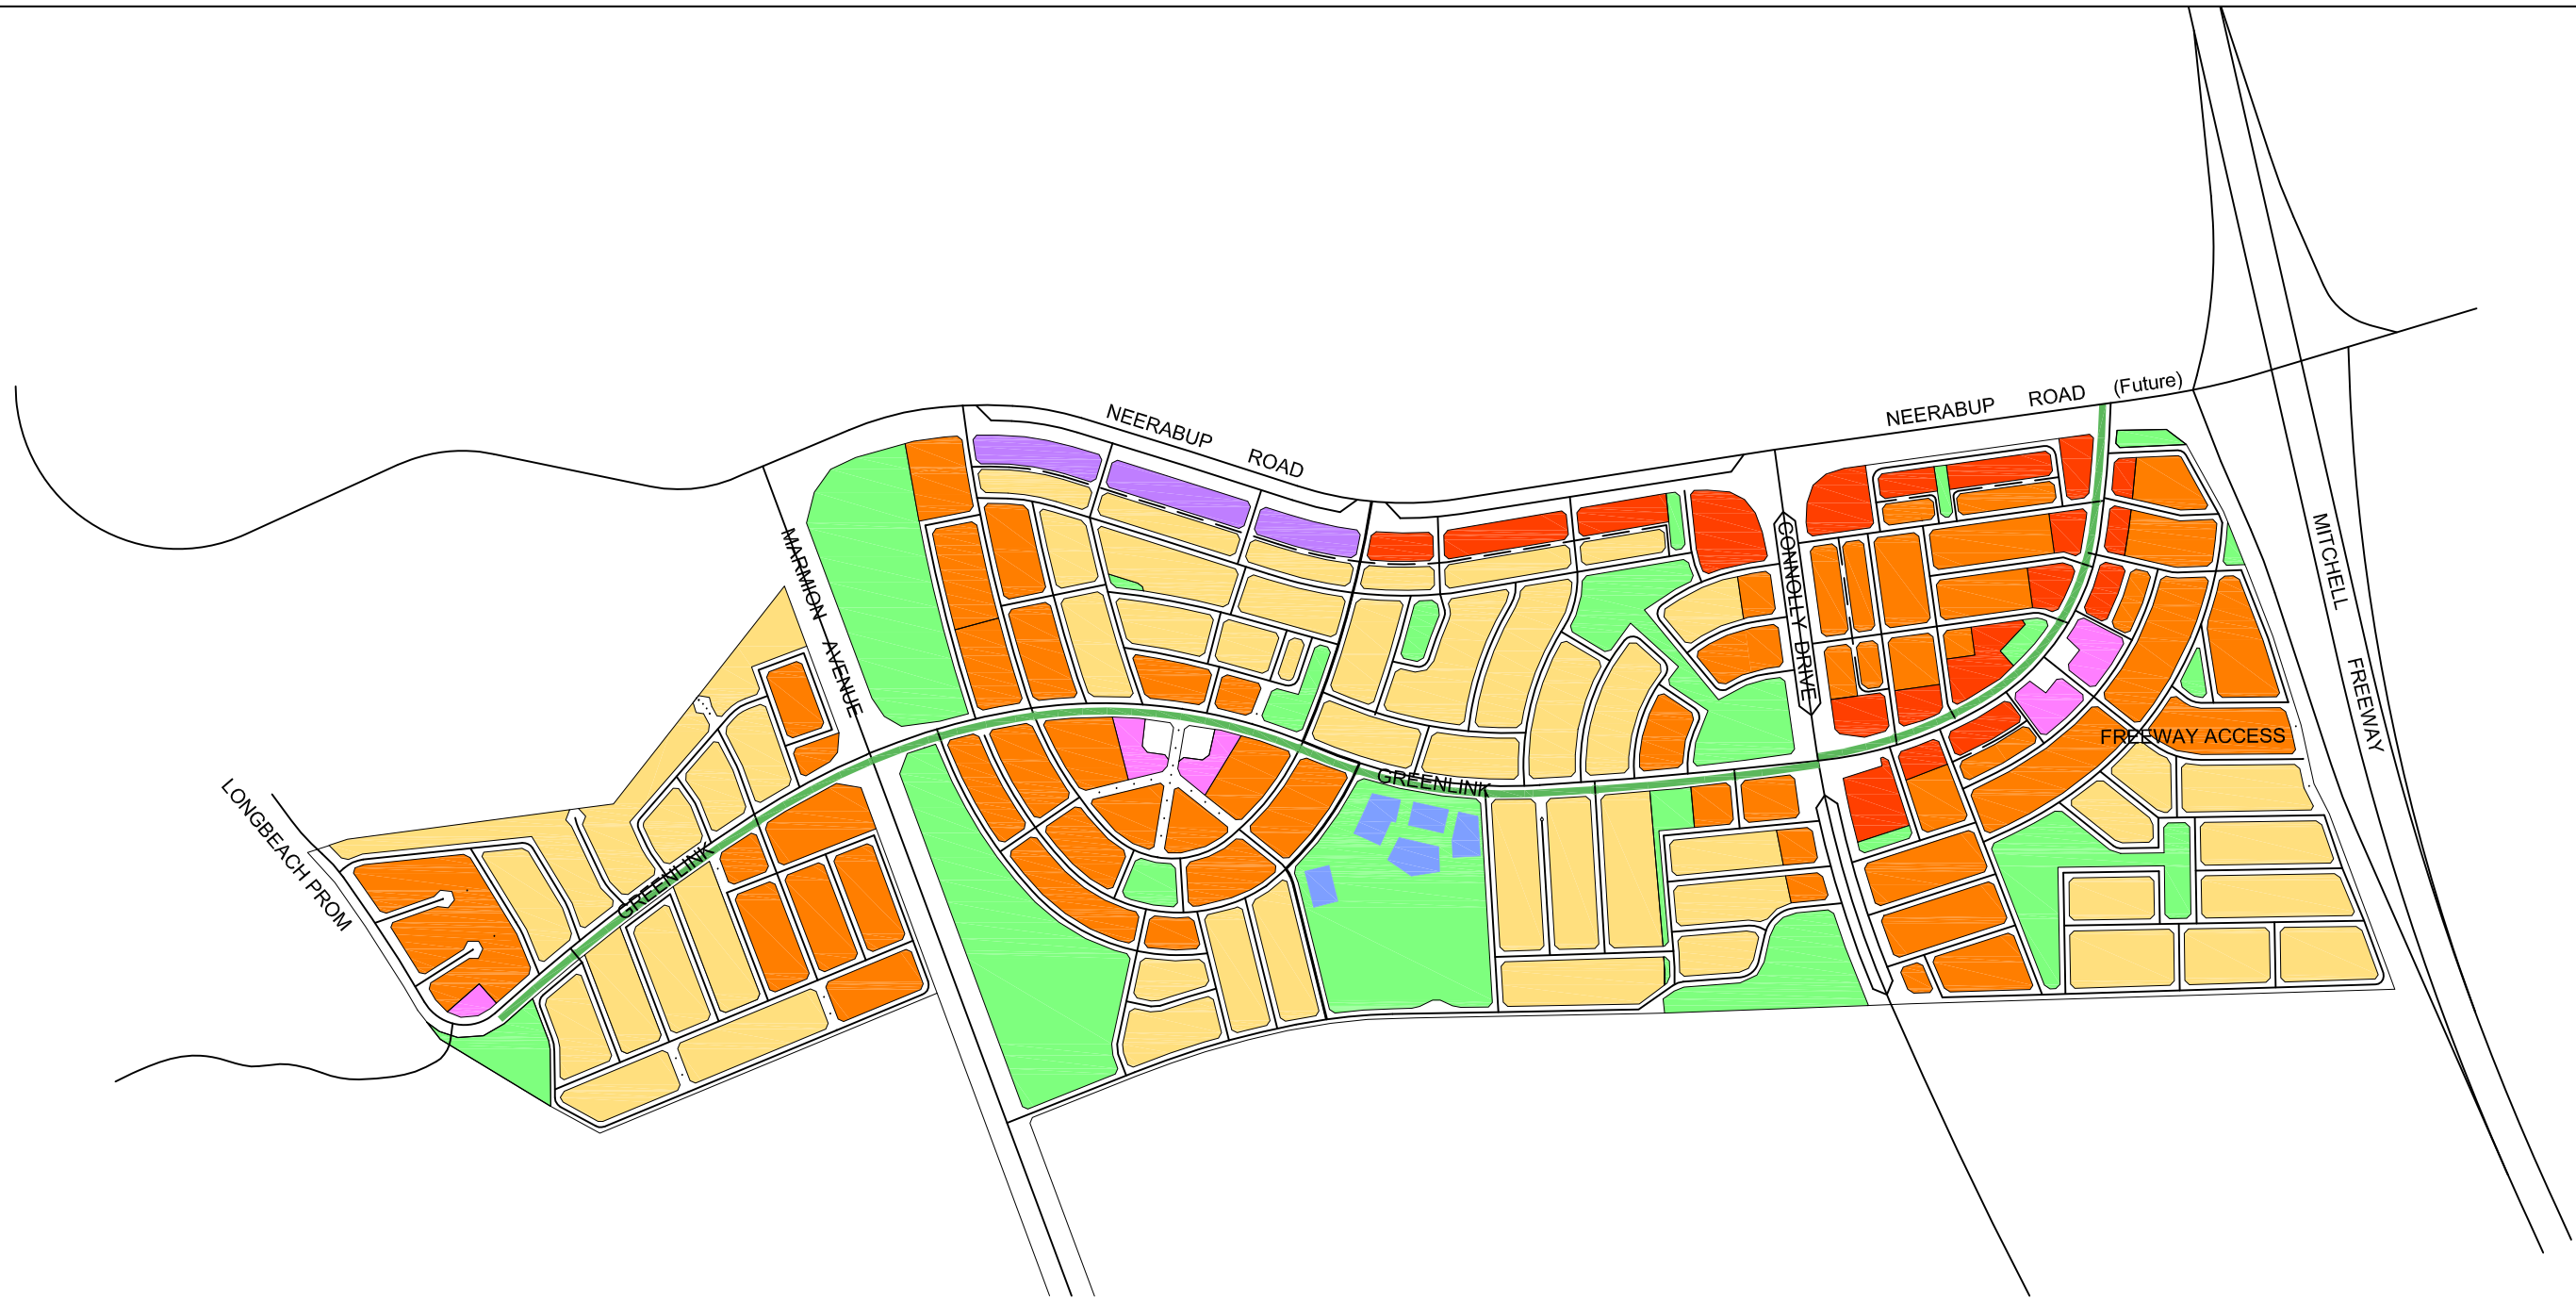 NEERABUP ROAD
NEERABUP ROAD (Future)
MARMION AVENUE
CONNOLLY DRIVE
MITCHELL FREEWAY
FREEWAY ACCESS
GREENLINK
GREENLINK
LONGBEACH PROM